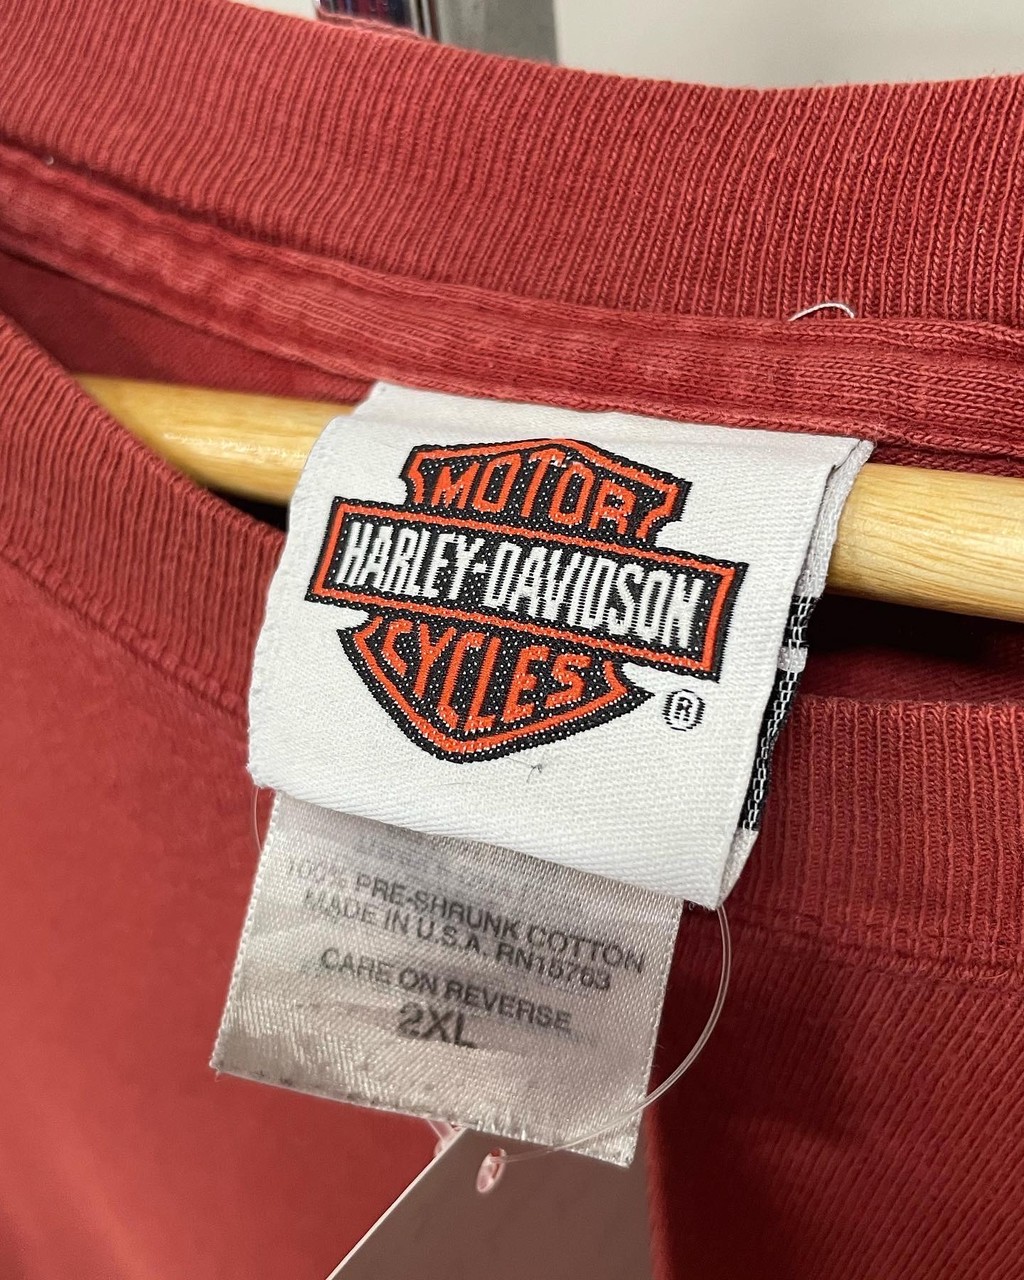 MOTOR
HARLEY-DAVIDSON
CYCLES
®
100% PRE-SHRUNK COTTON
MADE IN U.S.A. RN15763
CARE ON REVERSE
2XL